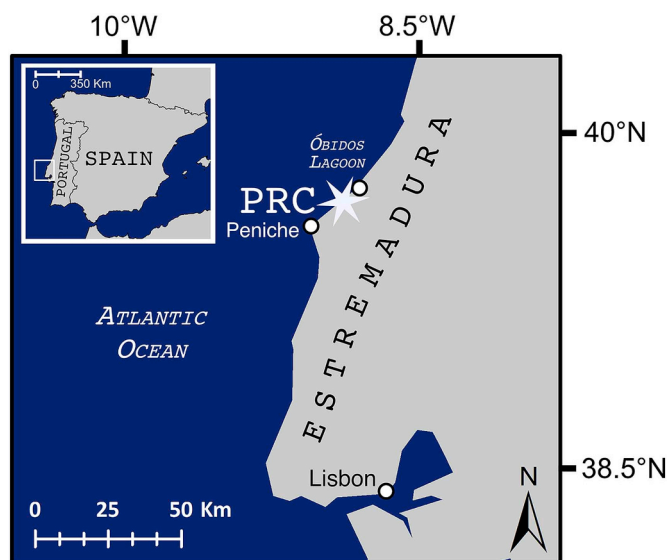 10°W 8.5°W
0 350 Km
PORTUGAL
SPAIN
ÓBIDOS
LAGOON
40°N
PRC
Peniche
ESTREMADURA
ATLANTIC
OCEAN
Lisbon
38.5°N
N
0 25 50 Km